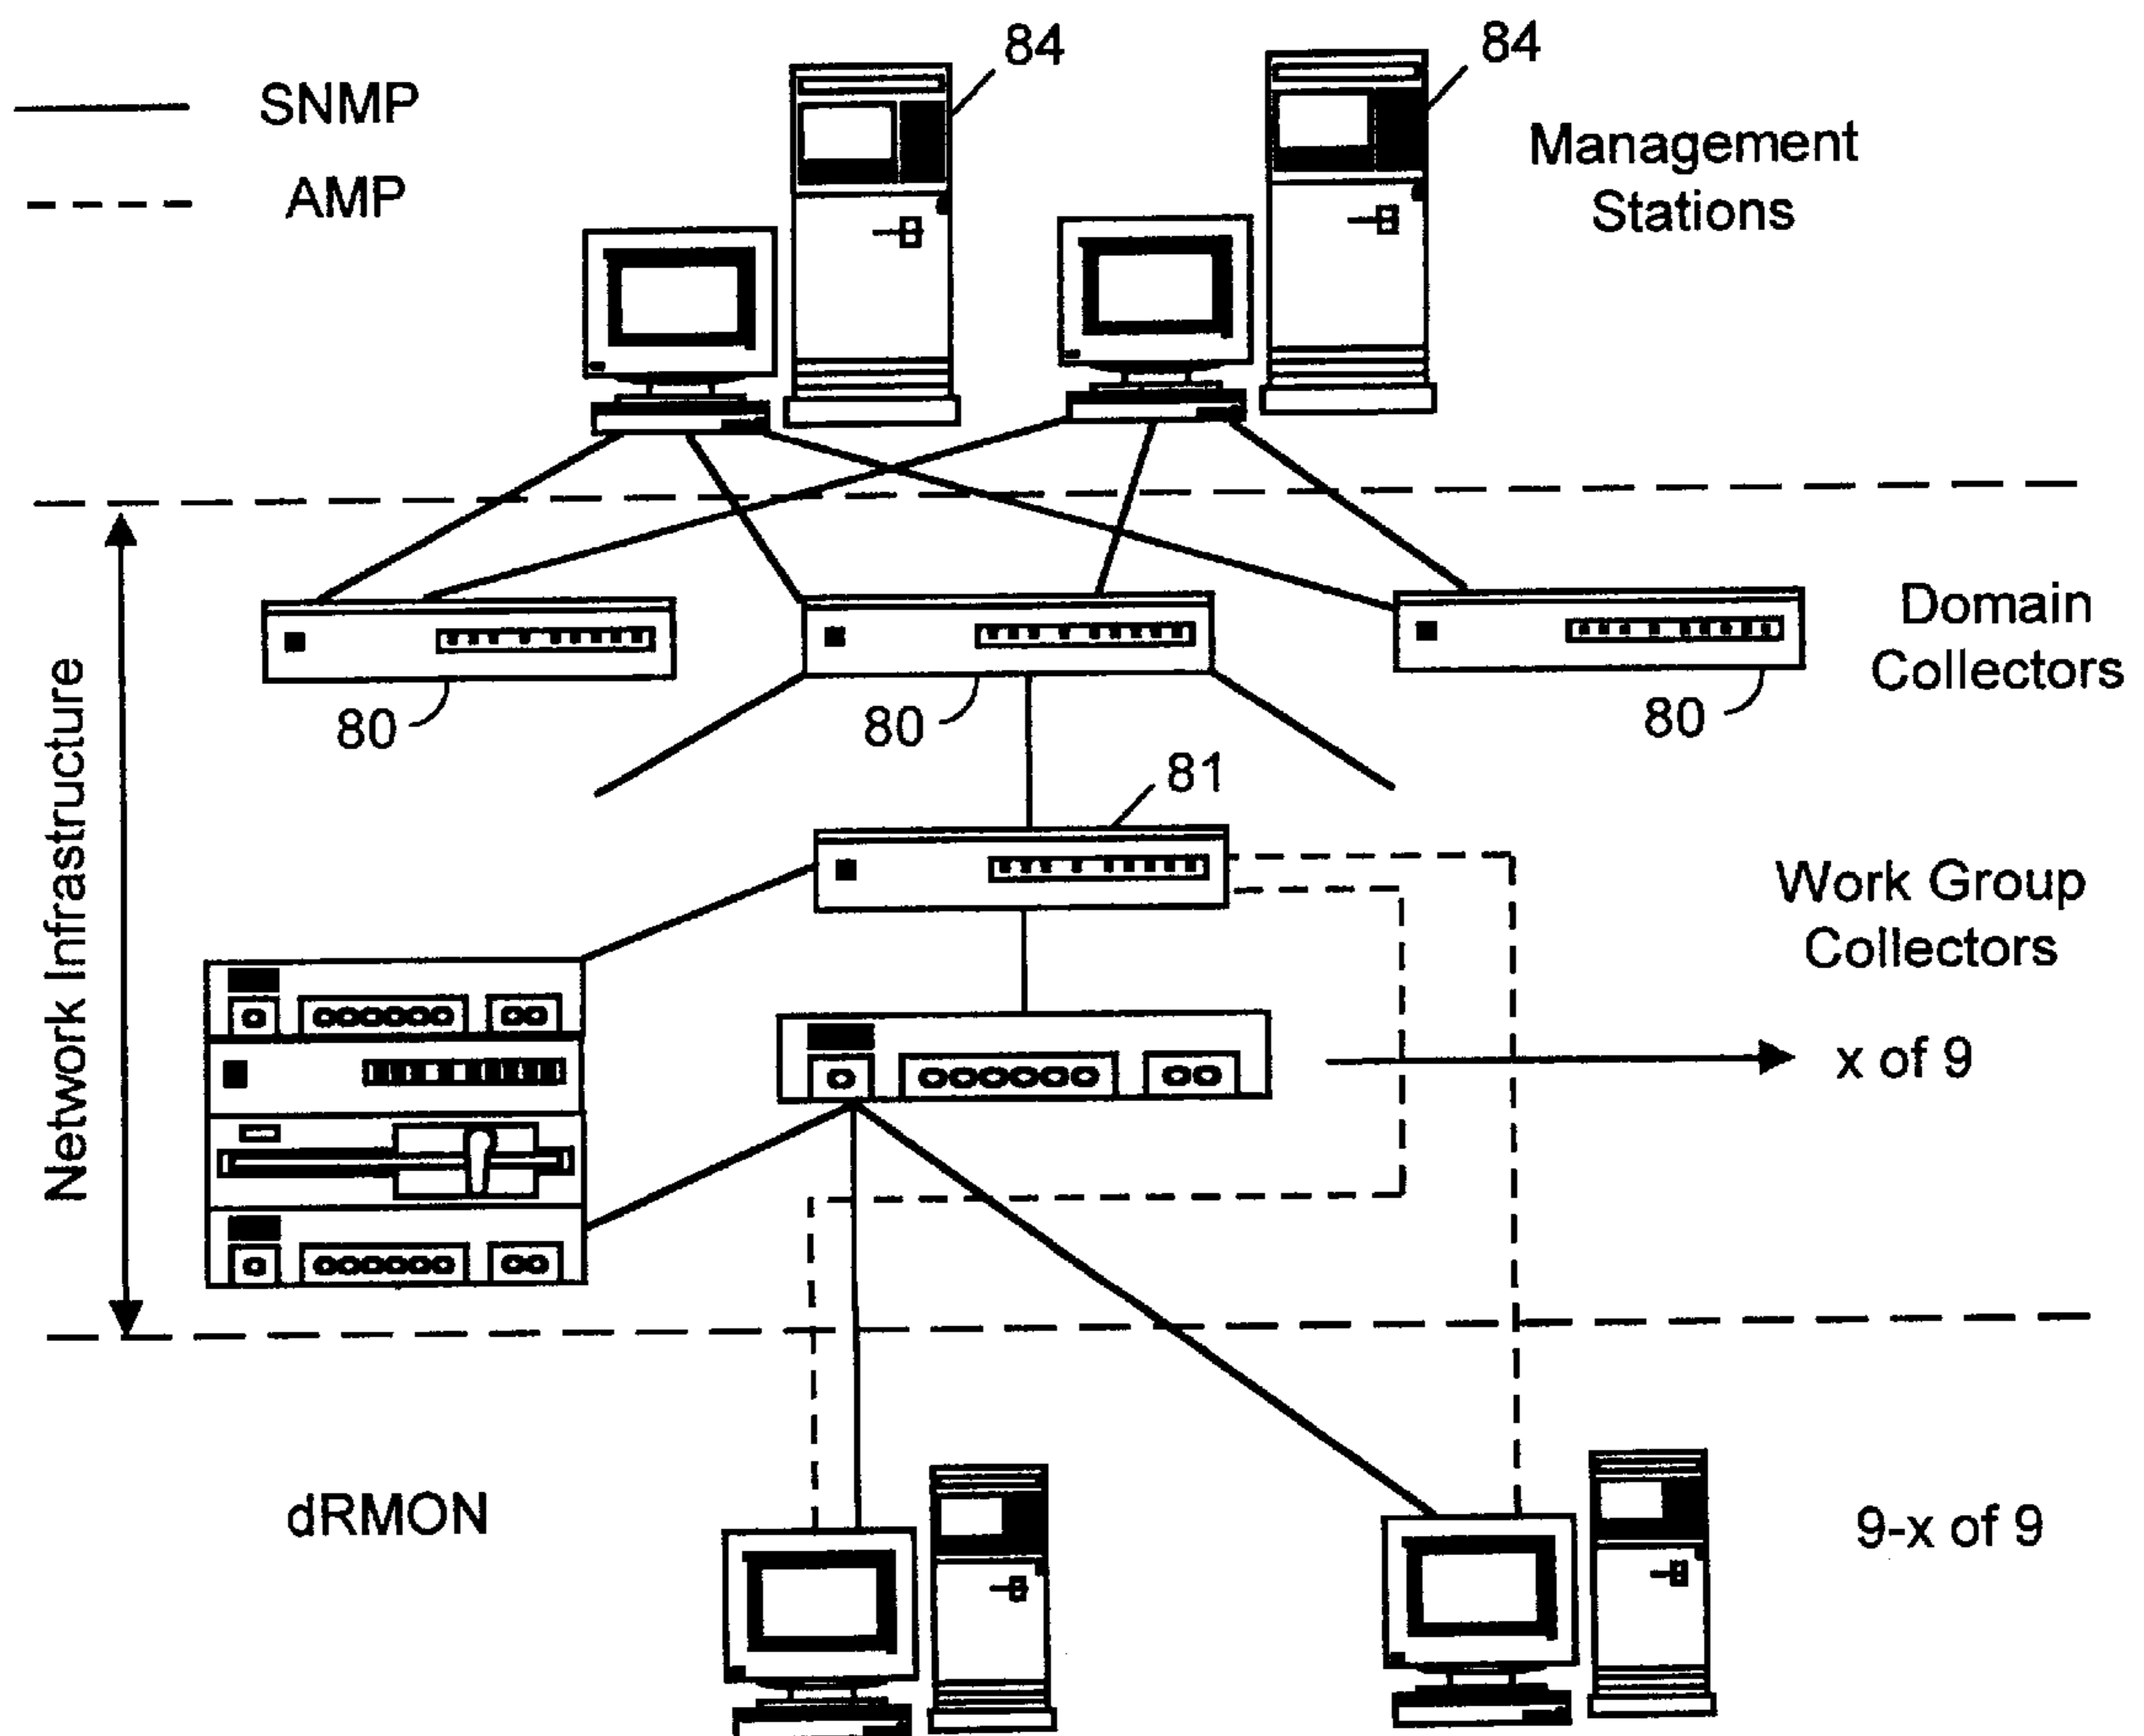 84
84
SNMP
AMP
Management
Stations
Domain
Collectors
80
80
80
Network Infrastructure
81
Work Group
Collectors
x of 9
dRMON
9-x of 9